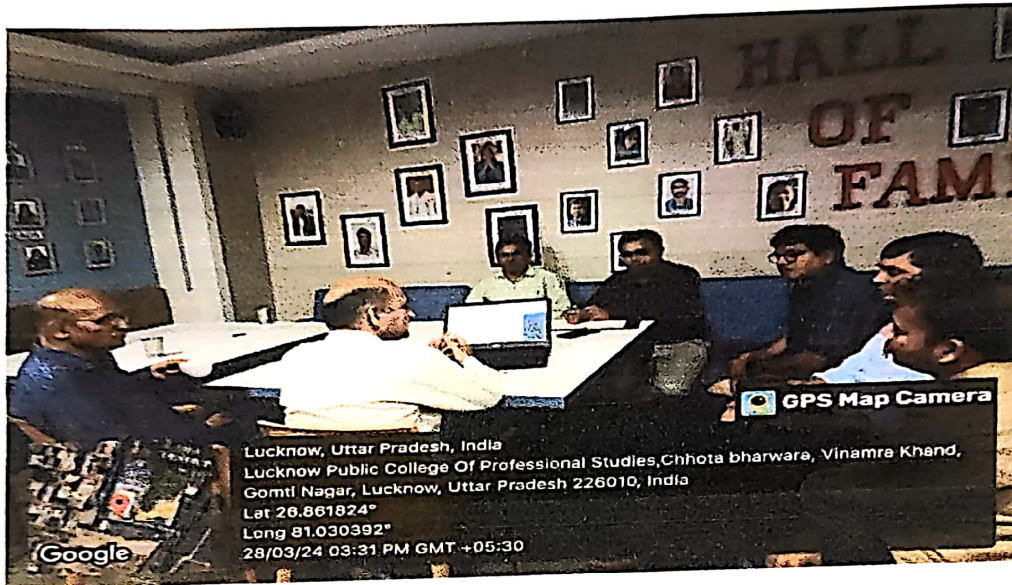 HALL
OF
FAM
GPS Map Camera
Lucknow, Uttar Pradesh, India
Lucknow Public College Of Professional Studies,Chhota bharwara, Vinamra Khand,
Gomti Nagar, Lucknow, Uttar Pradesh 226010, India
Lat 26.861824°
Long 81.030392°
28/03/24 03:31 PM GMT +05:30
Google